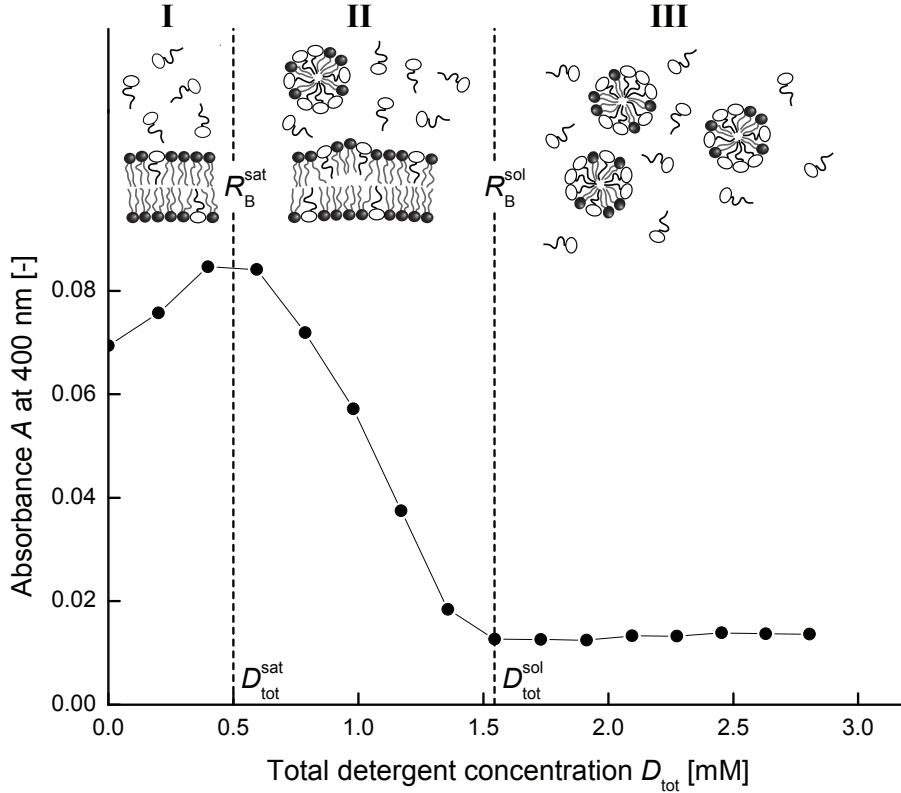 I II III
R_B^sat R_B^sol
Absorbance A at 400 nm [-]
0.08
0.06
0.04
0.02
0.00
D_tot^sat D_tot^sol
0.0 0.5 1.0 1.5 2.0 2.5 3.0
Total detergent concentration D_tot [mM]